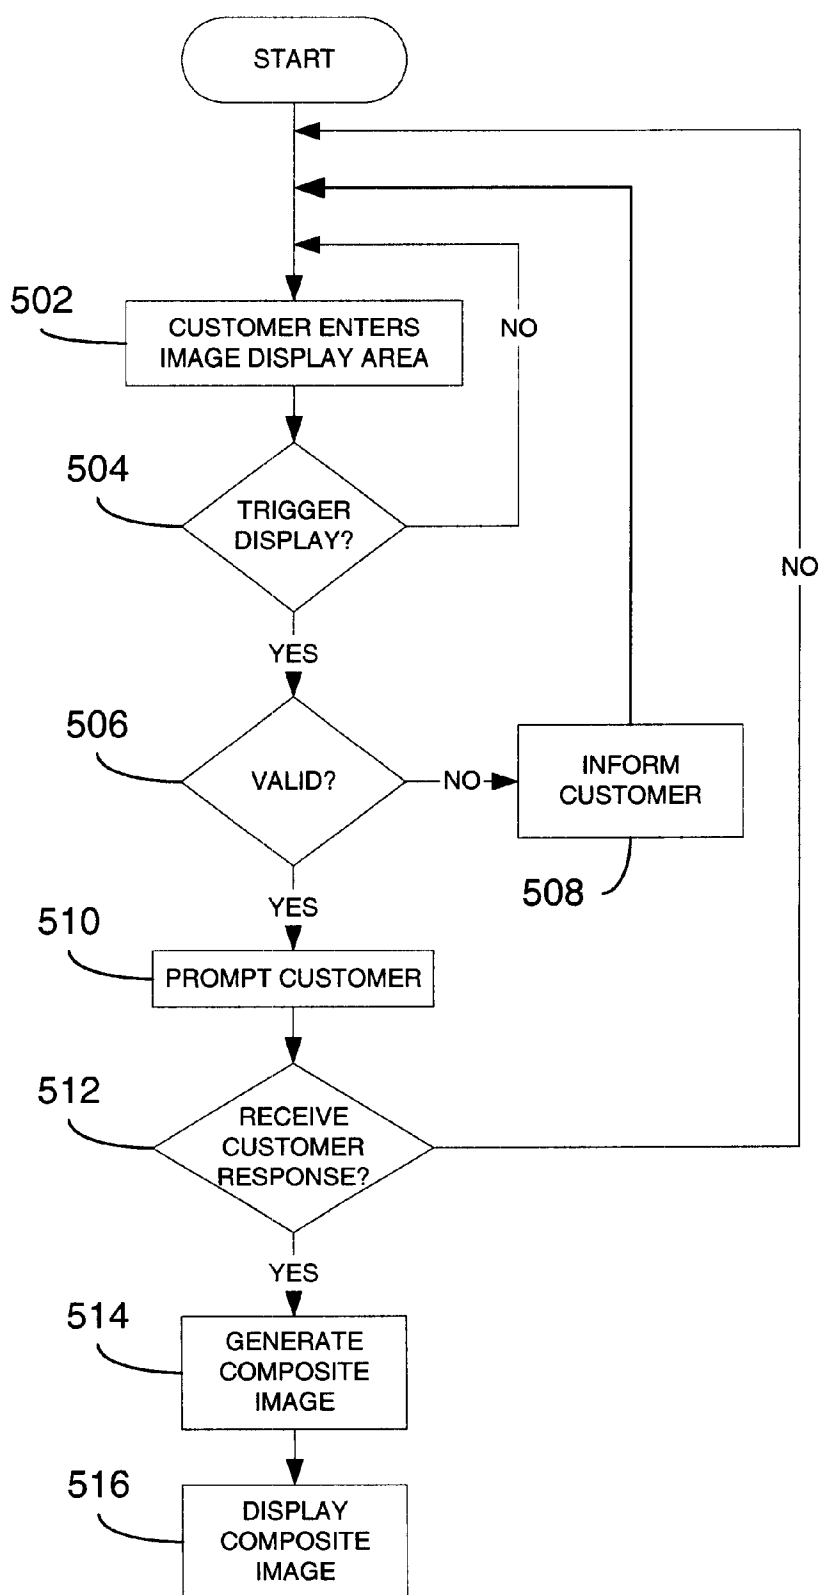 START
502
CUSTOMER ENTERS
IMAGE DISPLAY AREA
NO
504
TRIGGER
DISPLAY?
NO
YES
506
VALID?
NO
INFORM
CUSTOMER
508
YES
510
PROMPT CUSTOMER
512
RECEIVE
CUSTOMER
RESPONSE?
YES
514
GENERATE
COMPOSITE
IMAGE
516
DISPLAY
COMPOSITE
IMAGE